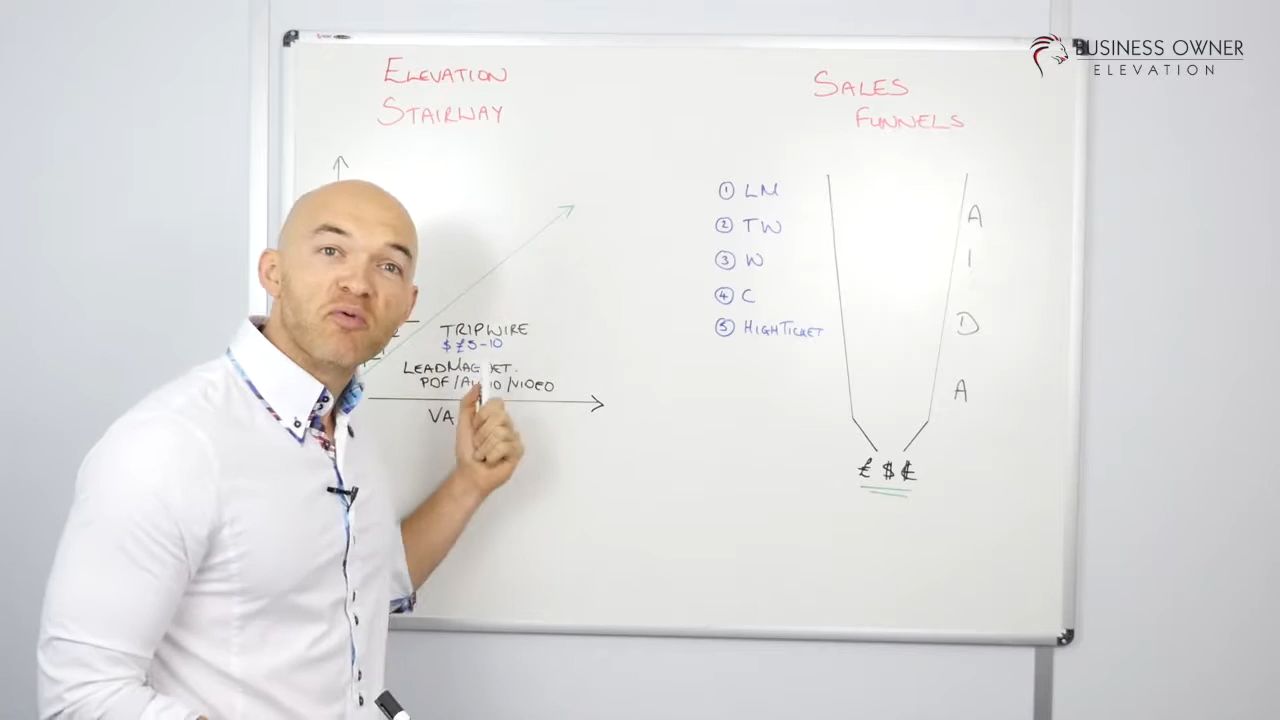 BUSINESS OWNER
ELEVATION
ELEVATION
STAIRWAY
TRIPWIRE
$ £5-10
LEADMAGNET.
PDF/AUDIO/VIDEO
VA
SALES
FUNNELS
① LM
② TW
③ W
④ C
⑤ HIGHTICKET
A
I
D
A
£ $ €